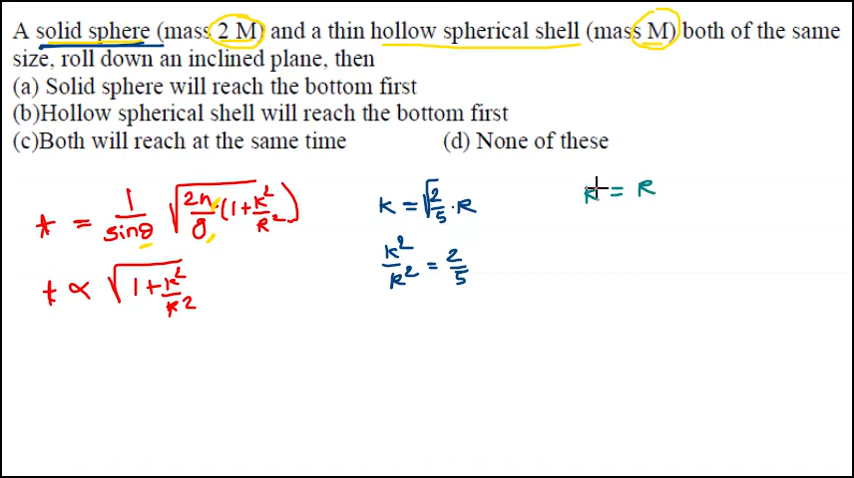 A solid sphere (mass 2 M) and a thin hollow spherical shell (mass M) both of the same
size, roll down an inclined plane, then
(a) Solid sphere will reach the bottom first
(b)Hollow spherical shell will reach the bottom first
(c)Both will reach at the same time (d) None of these
t = 1/sinθ √(2h/g (1+K²/R²))
K = √(2/5) · R
K = R
t ∝ √(1+K²/R²)
K²/R² = 2/5